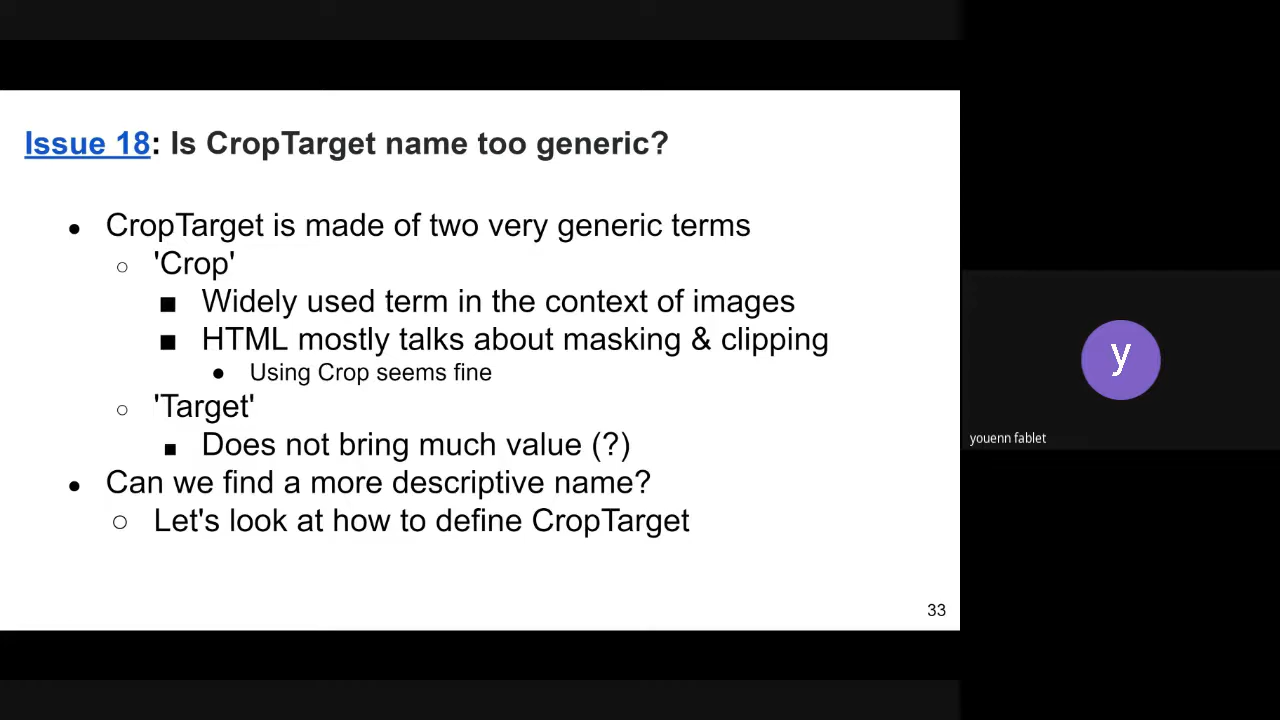 Issue 18: Is CropTarget name too generic?
● CropTarget is made of two very generic terms
○ 'Crop'
■ Widely used term in the context of images
■ HTML mostly talks about masking & clipping
● Using Crop seems fine
○ 'Target'
■ Does not bring much value (?)
● Can we find a more descriptive name?
○ Let's look at how to define CropTarget
33
y
youenn fablet